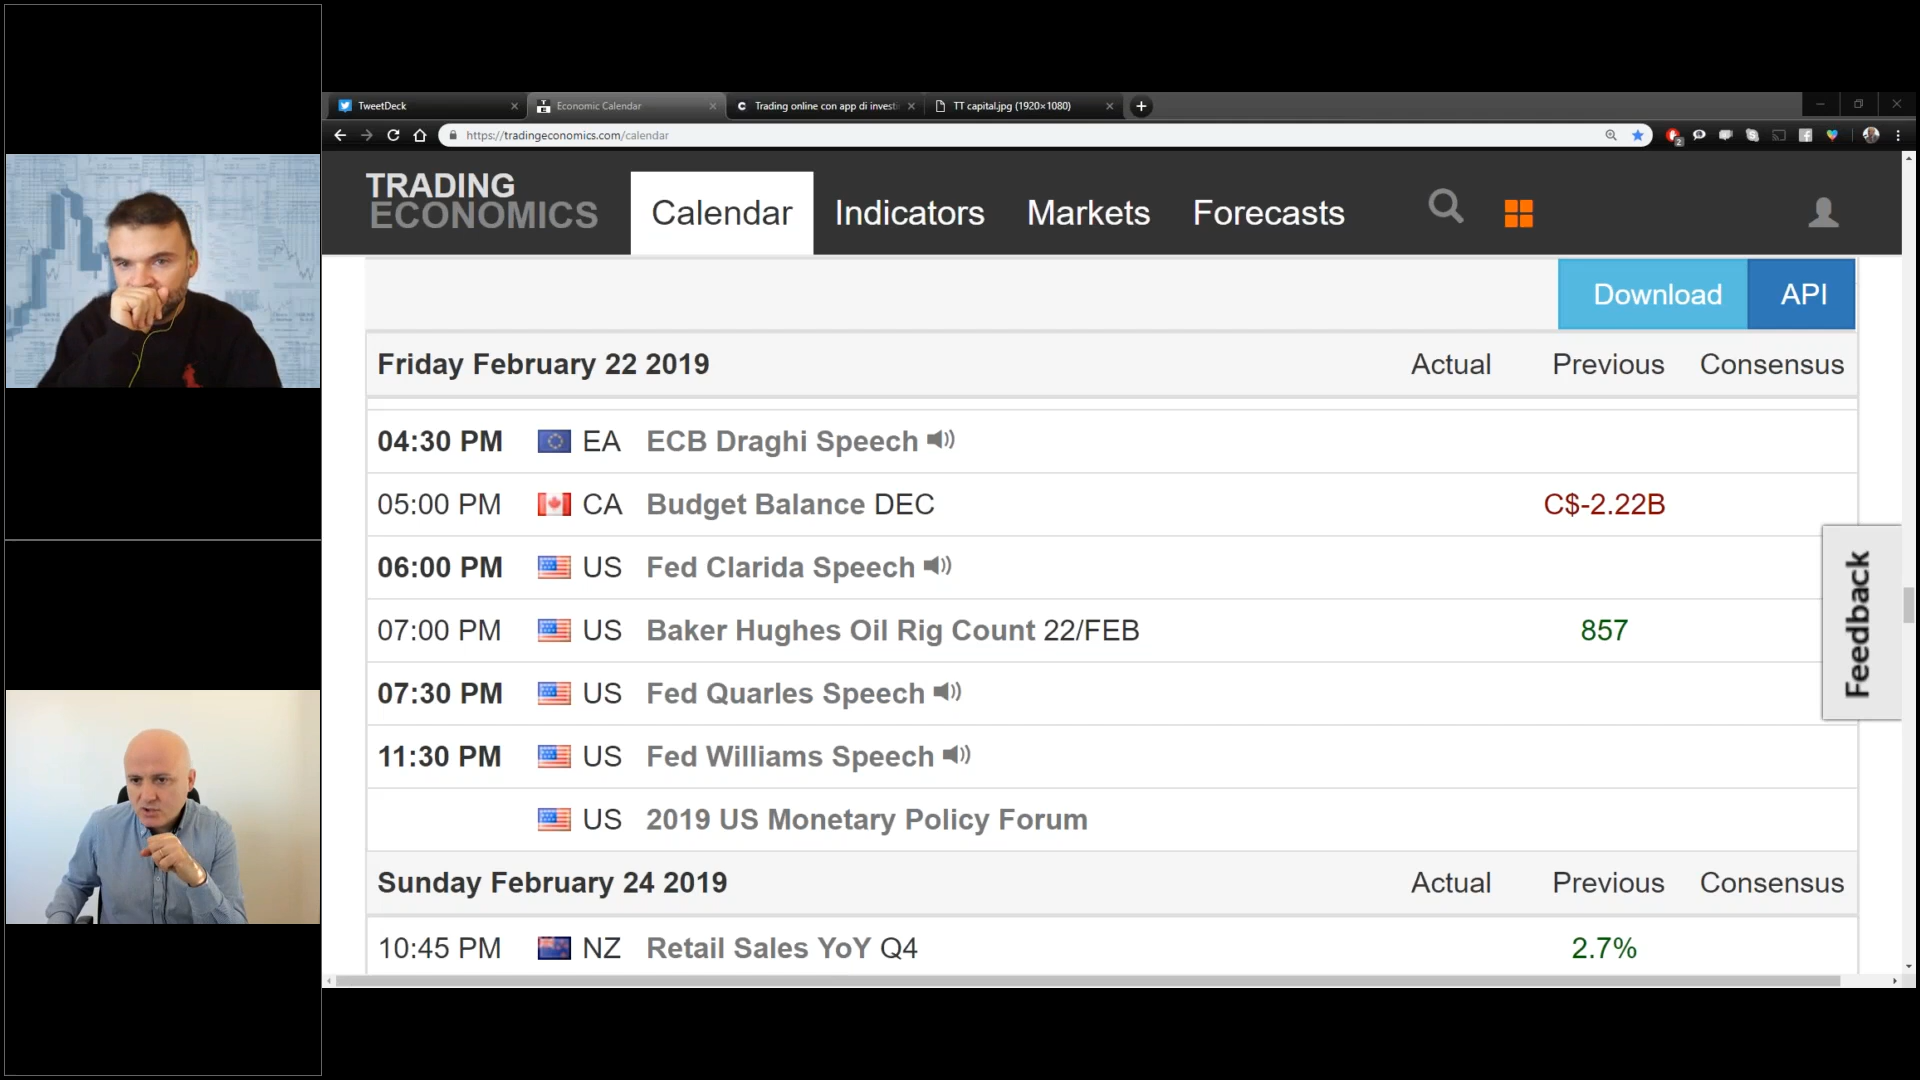 TweetDeck
Economic Calendar
Trading online con app di investi
TT capital.jpg (1920×1080)
https://tradingeconomics.com/calendar
TRADING
ECONOMICS
Calendar
Indicators
Markets
Forecasts
Download
API
Friday February 22 2019 Actual Previous Consensus
04:30 PM EA ECB Draghi Speech
05:00 PM CA Budget Balance DEC C$-2.22B
06:00 PM US Fed Clarida Speech
07:00 PM US Baker Hughes Oil Rig Count 22/FEB 857
07:30 PM US Fed Quarles Speech
11:30 PM US Fed Williams Speech
US 2019 US Monetary Policy Forum
Sunday February 24 2019 Actual Previous Consensus
10:45 PM NZ Retail Sales YoY Q4 2.7%
Feedback